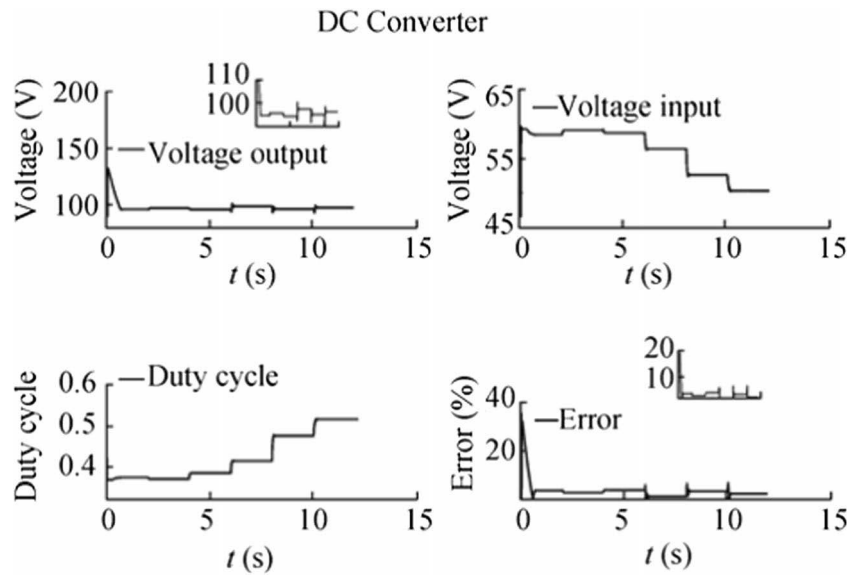 DC Converter
Voltage (V)
200
150
100
110
100
Voltage output
0 5 10 15
t (s)
Voltage (V)
65
55
45
Voltage input
0 5 10 15
t (s)
Duty cycle
0.6
0.5
0.4
Duty cycle
0 5 10 15
t (s)
Error (%)
40
20
20
10
Error
0 5 10 15
t (s)